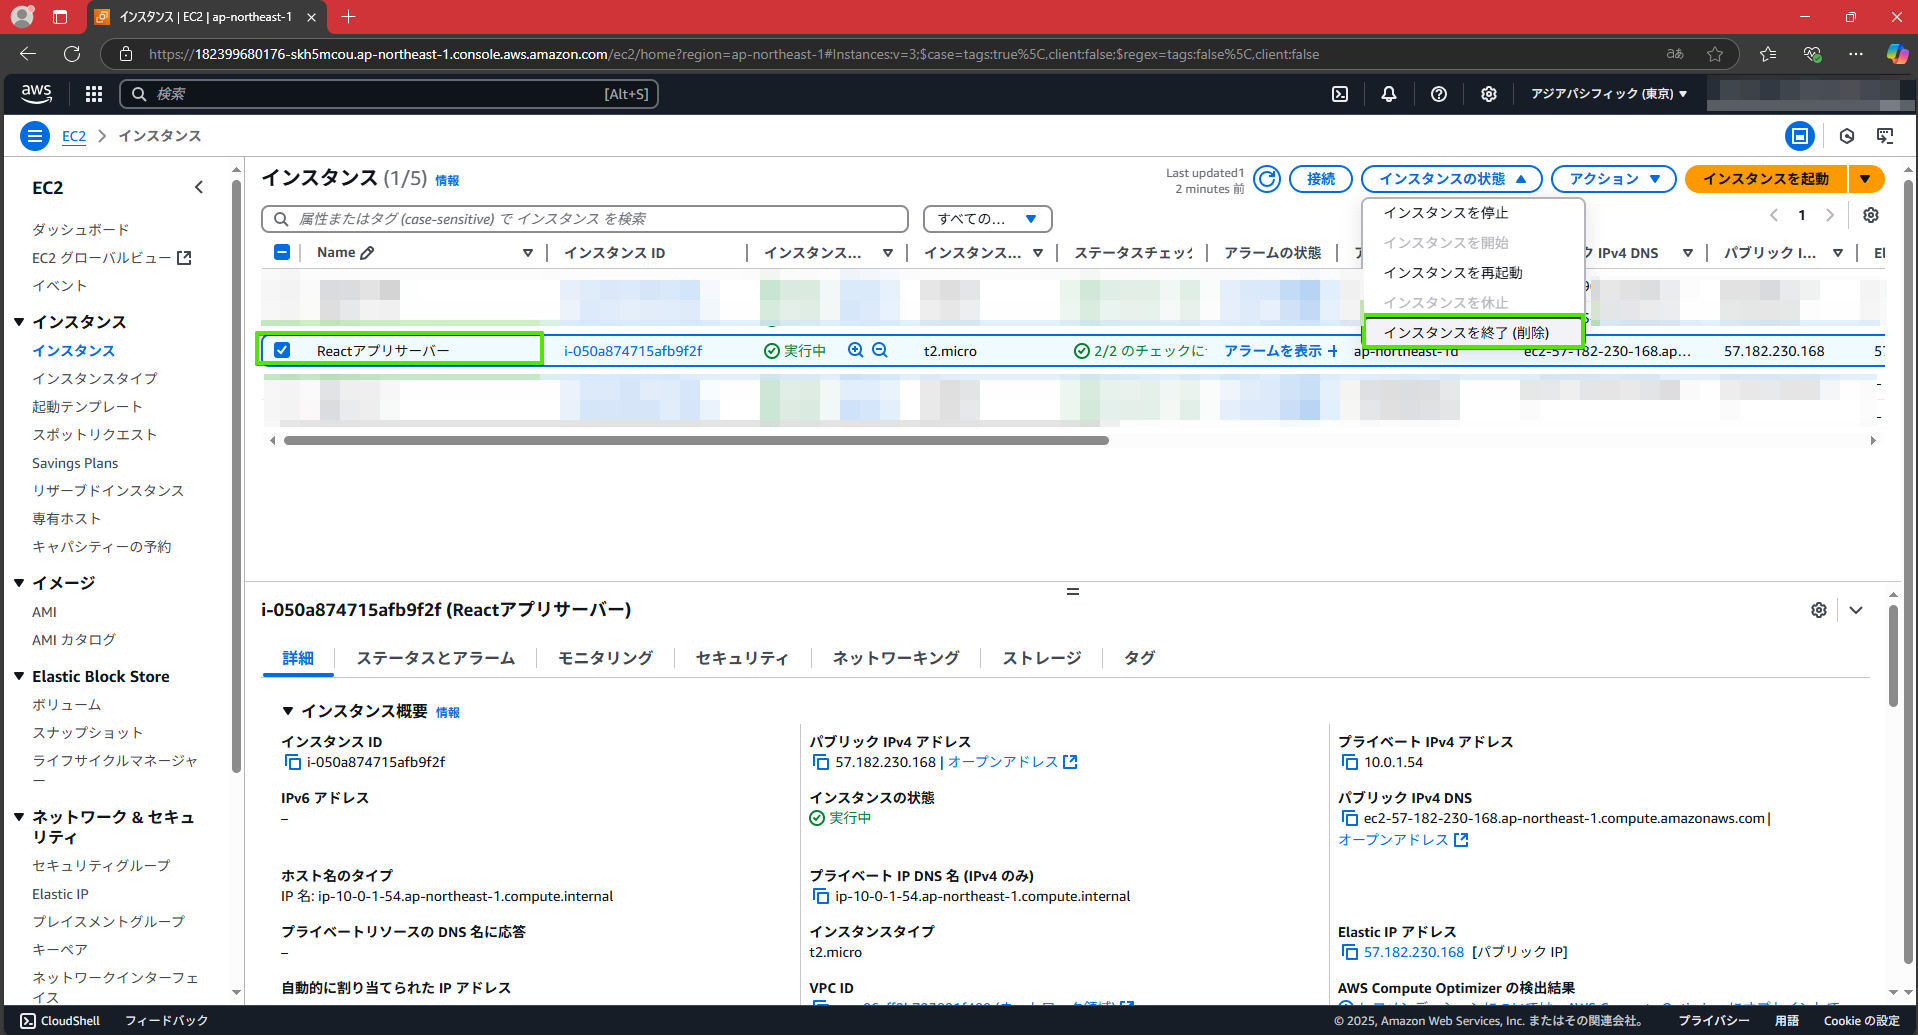 インスタンス | EC2 | ap-northeast-1
https://182399680176-skh5mcou.ap-northeast-1.console.aws.amazon.com/ec2/home?region=ap-northeast-1#Instances:v=3;$case=tags:true%5C,client:false;$regex=tags:false%5C,client:false
aws
検索
[Alt+S]
アジアパシフィック (東京)
EC2
インスタンス
EC2
ダッシュボード
EC2 グローバルビュー
イベント
インスタンス
インスタンス
インスタンスタイプ
起動テンプレート
スポットリクエスト
Savings Plans
リザーブドインスタンス
専有ホスト
キャパシティーの予約
イメージ
AMI
AMI カタログ
Elastic Block Store
ボリューム
スナップショット
ライフサイクルマネージャ
ー
ネットワーク & セキュ
リティ
セキュリティグループ
Elastic IP
プレイスメントグループ
キーペア
ネットワークインターフェ
イス
インスタンス (1/5) 情報
Last updated1
2 minutes 前
接続
インスタンスの状態
アクション
インスタンスを起動
属性またはタグ (case-sensitive) で インスタンス を検索
すべての...
1
インスタンスを停止
インスタンスを開始
インスタンスを再起動
インスタンスを休止
インスタンスを終了 (削除)
Name
インスタンス ID
インスタンス...
インスタンス...
ステータスチェック
アラームの状態
IPv4 DNS
パブリック I...
Reactアプリサーバー
i-050a874715afb9f2f
実行中
t2.micro
2/2 のチェックに
アラームを表示
ap-northeast-1d
ec2-57-182-230-168.ap...
57.182.230.168
i-050a874715afb9f2f (Reactアプリサーバー)
詳細
ステータスとアラーム
モニタリング
セキュリティ
ネットワーキング
ストレージ
タグ
インスタンス概要 情報
インスタンス ID
i-050a874715afb9f2f
パブリック IPv4 アドレス
57.182.230.168 | オープンアドレス
プライベート IPv4 アドレス
10.0.1.54
IPv6 アドレス
–
インスタンスの状態
実行中
パブリック IPv4 DNS
ec2-57-182-230-168.ap-northeast-1.compute.amazonaws.com |
オープンアドレス
ホスト名のタイプ
IP 名: ip-10-0-1-54.ap-northeast-1.compute.internal
プライベート IP DNS 名 (IPv4 のみ)
ip-10-0-1-54.ap-northeast-1.compute.internal
プライベートリソースの DNS 名に応答
–
インスタンスタイプ
t2.micro
Elastic IP アドレス
57.182.230.168 [パブリック IP]
自動的に割り当てられた IP アドレス
VPC ID
AWS Compute Optimizer の検出結果
CloudShell
フィードバック
© 2025, Amazon Web Services, Inc. またはその関連会社。
プライバシー
用語
Cookie の設定